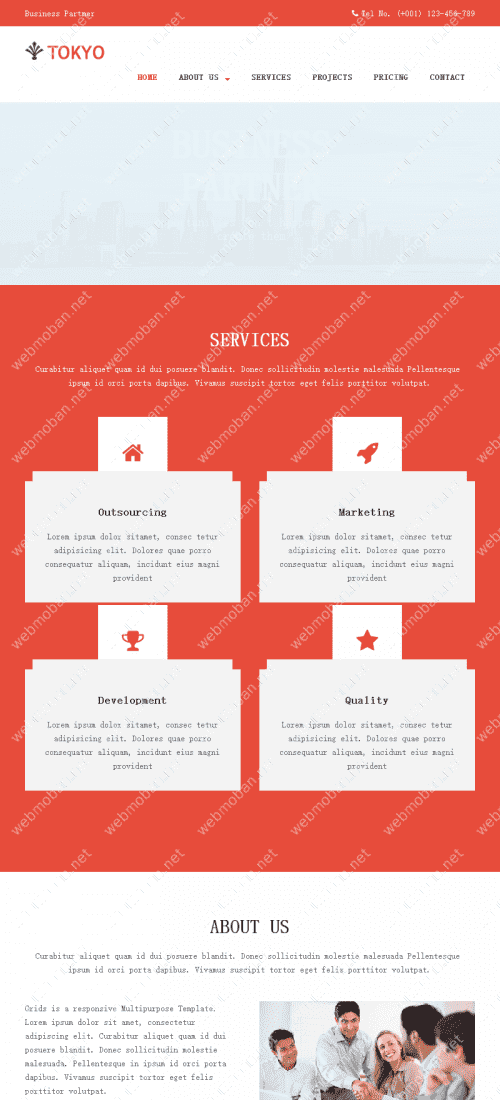 Business Partner
Tel No. (+001) 123-456-789
TOKYO
HOME ABOUT US SERVICES PROJECTS PRICING CONTACT
BUSINESS
PARTNER
SERVICES
Curabitur aliquet quam id dui posuere blandit. Donec sollicitudin molestie malesuada Pellentesque
ipsum id orci porta dapibus. Vivamus suscipit tortor eget felis porttitor volutpat.
Outsourcing
Lorem ipsum dolor sitamet, consec tetur
adipisicing elit. Dolores quae porro
consequatur aliquam, incidunt eius magni
provident
Marketing
Lorem ipsum dolor sitamet, consec tetur
adipisicing elit. Dolores quae porro
consequatur aliquam, incidunt eius magni
provident
Development
Lorem ipsum dolor sitamet, consec tetur
adipisicing elit. Dolores quae porro
consequatur aliquam, incidunt eius magni
provident
Quality
Lorem ipsum dolor sitamet, consec tetur
adipisicing elit. Dolores quae porro
consequatur aliquam, incidunt eius magni
provident
ABOUT US
Curabitur aliquet quam id dui posuere blandit. Donec sollicitudin molestie malesuada Pellentesque
ipsum id orci porta dapibus. Vivamus suscipit tortor eget felis porttitor volutpat.
Orids is a responsive Multipurpose Template.
Lorem ipsum dolor sit amet, consectetur
adipiscing elit. Curabitur aliquet quam id dui
posuere blandit. Donec sollicitudin molestie
malesuada. Pellentesque in ipsum id orci porta
dapibus. Vivamus suscipit tortor eget felis
porttitor volutpat.
webmoban.net